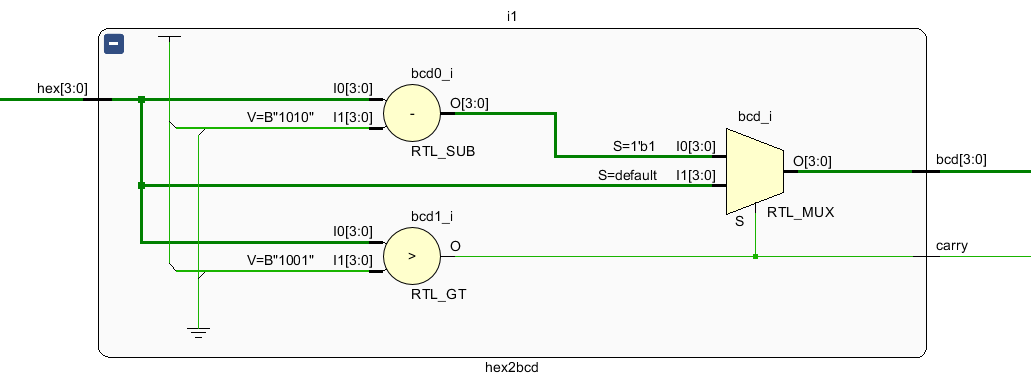 i1
hex[3:0]
bcd0_i
I0[3:0]
V=B"1010" I1[3:0]
-
O[3:0]
RTL_SUB
bcd_i
S=1'b1 I0[3:0]
S=default I1[3:0]
O[3:0]
bcd[3:0]
S
RTL_MUX
bcd1_i
I0[3:0]
V=B"1001" I1[3:0]
>
O
carry
RTL_GT
hex2bcd